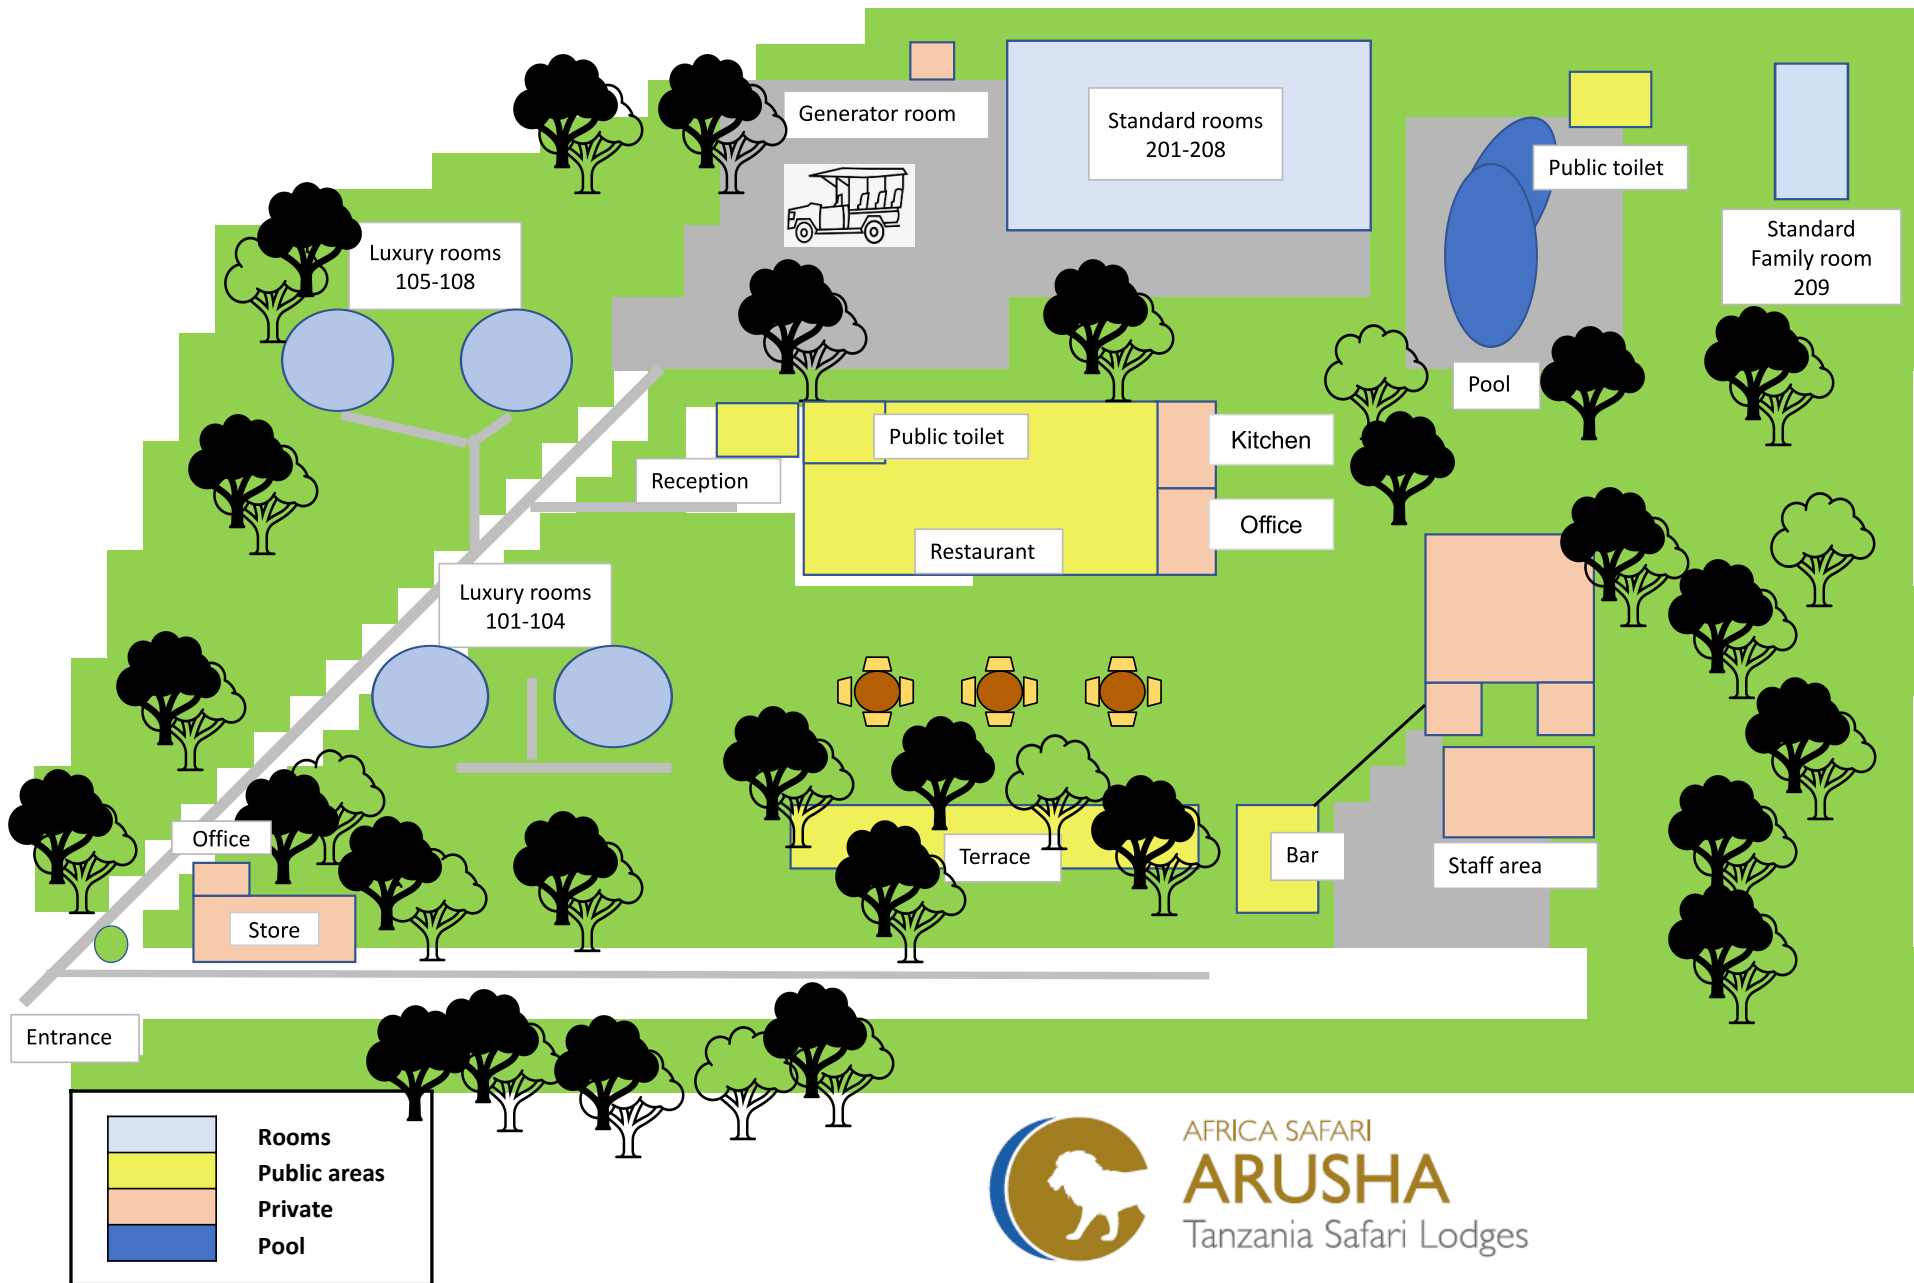 Generator room
Standard rooms
201-208
Public toilet
Standard
Family room
209
Luxury rooms
105-108
Pool
Public toilet
Kitchen
Reception
Office
Restaurant
Luxury rooms
101-104
Office
Terrace
Bar
Staff area
Store
Entrance
Rooms
Public areas
Private
Pool
AFRICA SAFARI
ARUSHA
Tanzania Safari Lodges